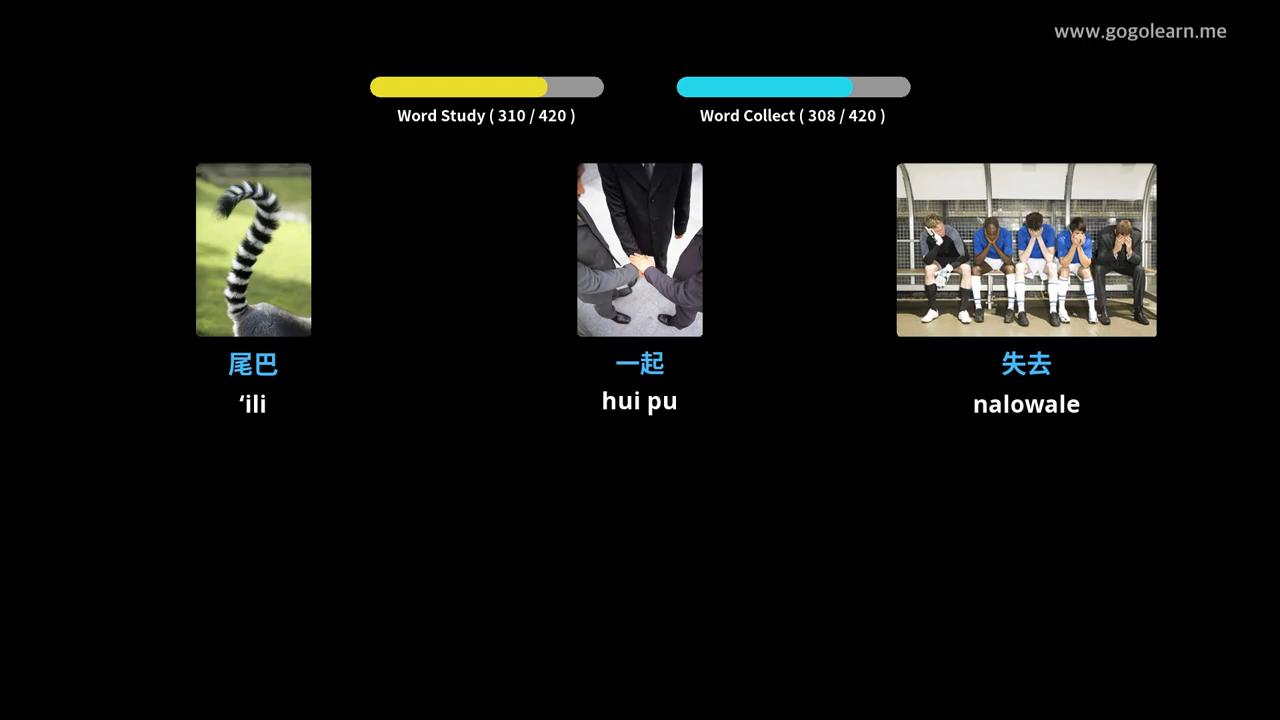 www.gogolearn.me
Word Study ( 310 / 420 )
Word Collect ( 308 / 420 )
尾巴
ʻili
一起
hui pu
失去
nalowale